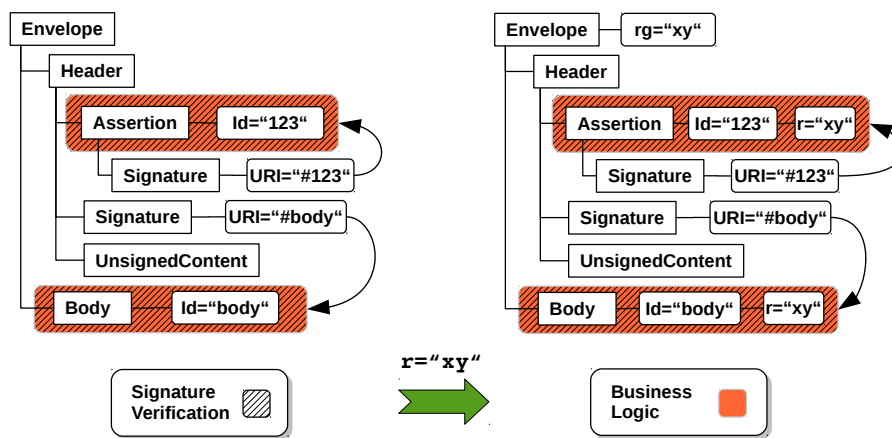 Envelope
Header
Assertion Id=“123“
Signature URI=“#123“
Signature URI=“#body“
UnsignedContent
Body Id=“body“
Signature
Verification
r=“xy“
Envelope rg=“xy“
Header
Assertion Id=“123“ r=“xy“
Signature URI=“#123“
Signature URI=“#body“
UnsignedContent
Body Id=“body“ r=“xy“
Business
Logic